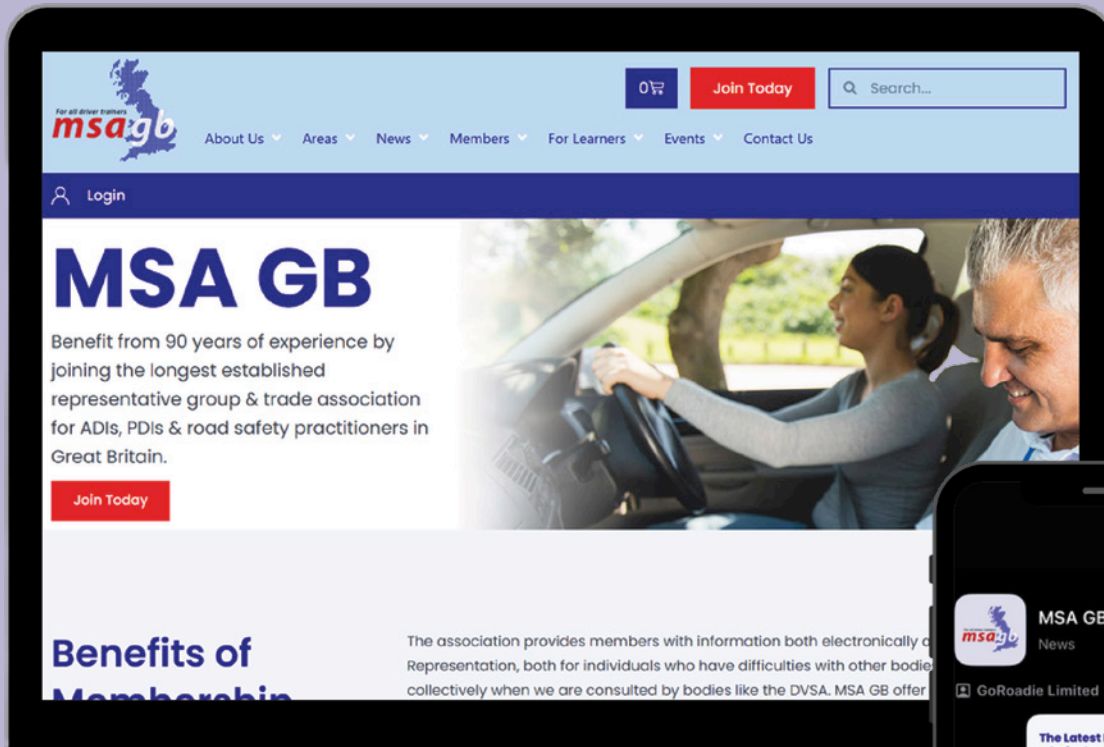 For all driver trainers
msagb
0
Join Today
Search...
About Us
Areas
News
Members
For Learners
Events
Contact Us
Login
MSA GB
Benefit from 90 years of experience by
joining the longest established
representative group & trade association
for ADIs, PDIs & road safety practitioners in
Great Britain.
Join Today
Benefits of
Membership
The association provides members with information both electronically
Representation, both for individuals who have difficulties with other
collectively when we are consulted by bodies like the DVSA. MSA GB offer
msagb
MSA GB
News
GoRoadie Limited
The Latest